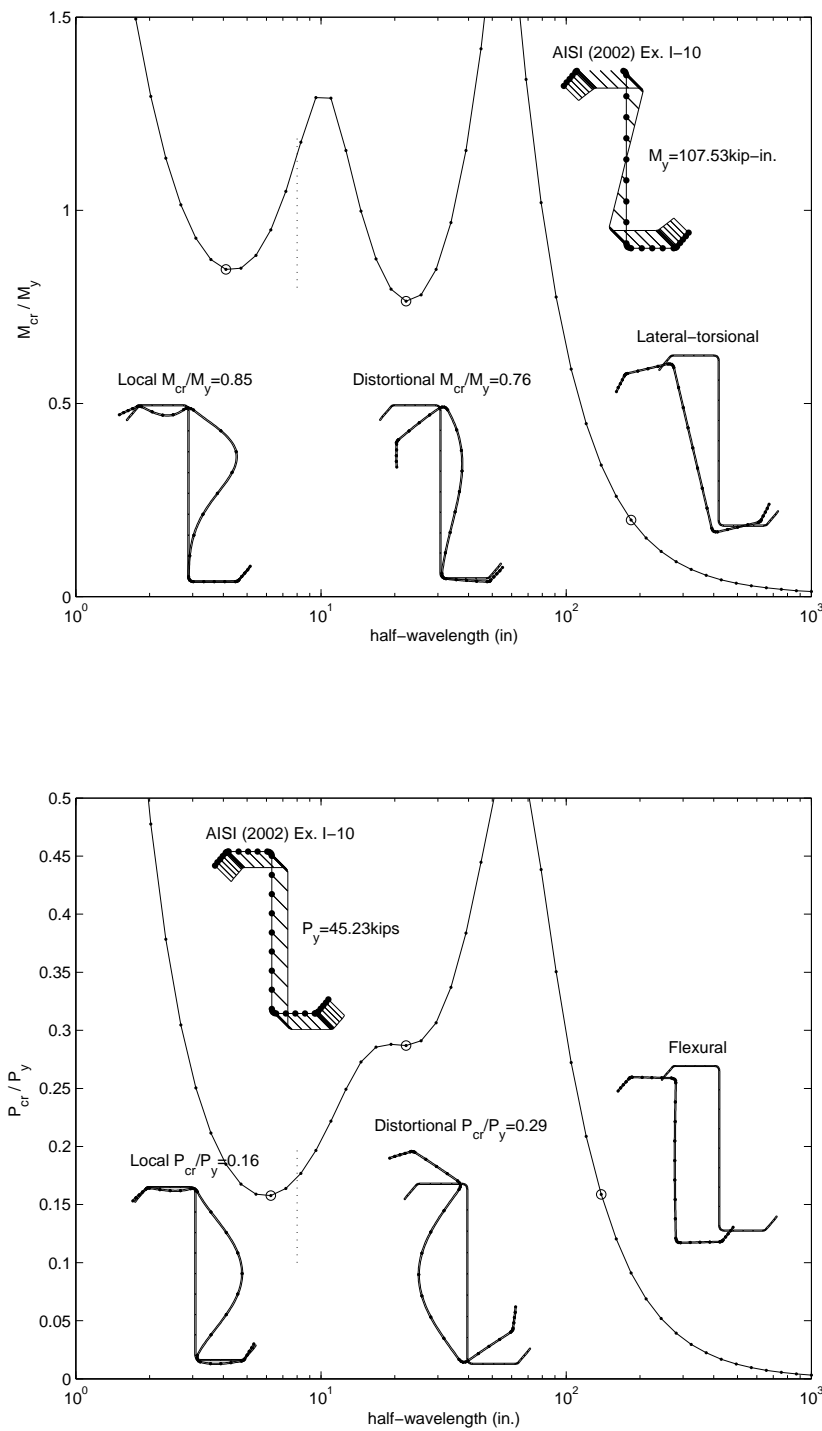 1.5
1
0.5
0
M_cr / M_y
AISI (2002) Ex. I−10
M_y=107.53kip−in.
Lateral−torsional
Local M_cr/M_y=0.85
Distortional M_cr/M_y=0.76
10^0
10^1
10^2
10^3
half−wavelength (in)
0.5
0.45
0.4
0.35
0.3
0.25
0.2
0.15
0.1
0.05
0
P_cr / P_y
AISI (2002) Ex. I−10
P_y=45.23kips
Flexural
Distortional P_cr/P_y=0.29
Local P_cr/P_y=0.16
10^0
10^1
10^2
10^3
half−wavelength (in.)